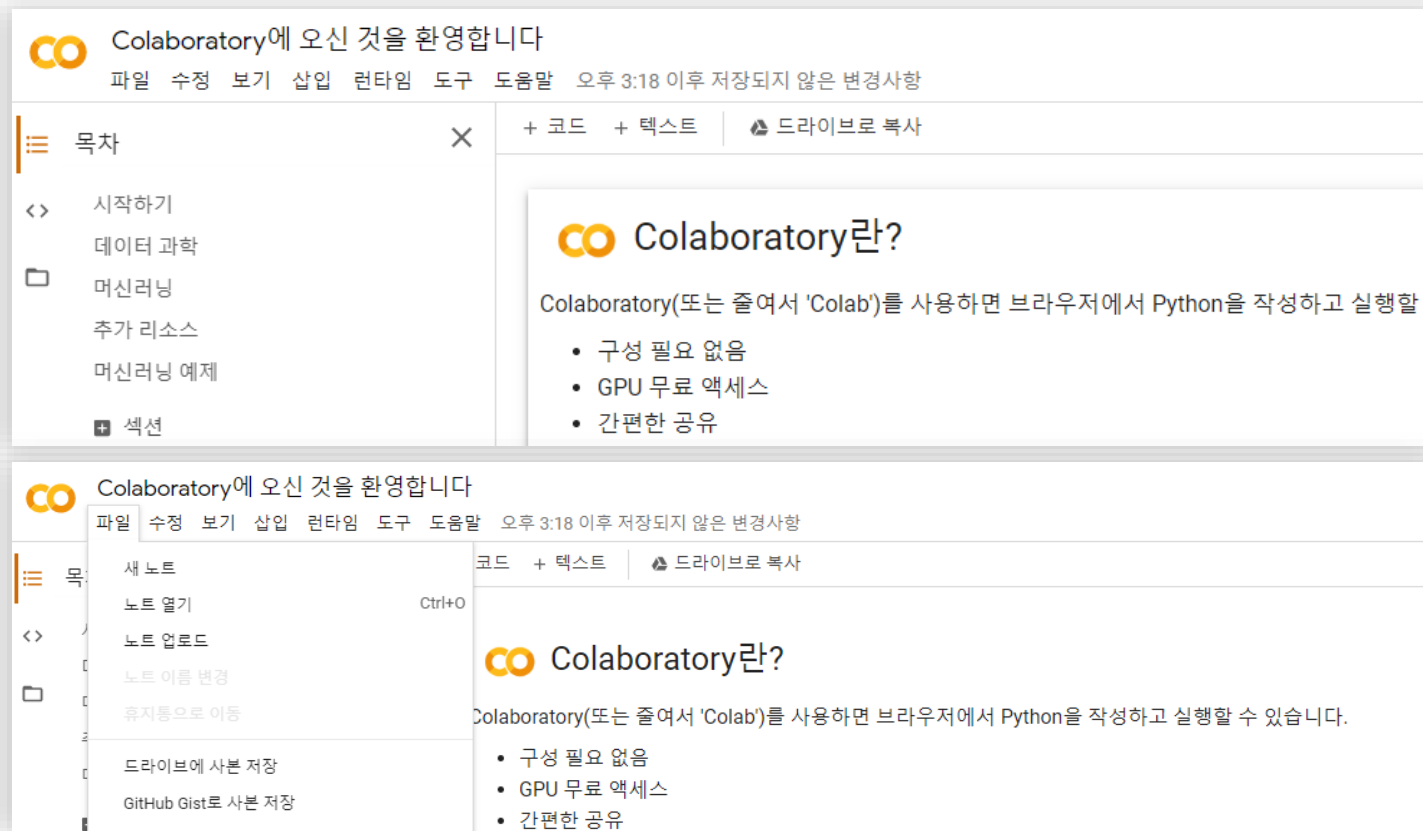 Colaboratory에 오신 것을 환영합니다
파일 수정 보기 삽입 런타임 도구 도움말 오후 3:18 이후 저장되지 않은 변경사항
목차
+ 코드 + 텍스트 드라이브로 복사
시작하기
데이터 과학
머신러닝
추가 리소스
머신러닝 예제
섹션
Colaboratory란?
Colaboratory(또는 줄여서 'Colab')를 사용하면 브라우저에서 Python을 작성하고 실행할
• 구성 필요 없음
• GPU 무료 액세스
• 간편한 공유
Colaboratory에 오신 것을 환영합니다
파일 수정 보기 삽입 런타임 도구 도움말 오후 3:18 이후 저장되지 않은 변경사항
코드 + 텍스트 드라이브로 복사
새 노트
노트 열기 Ctrl+O
노트 업로드
노트 이름 변경
휴지통으로 이동
드라이브에 사본 저장
GitHub Gist로 사본 저장
Colaboratory란?
Colaboratory(또는 줄여서 'Colab')를 사용하면 브라우저에서 Python을 작성하고 실행할 수 있습니다.
• 구성 필요 없음
• GPU 무료 액세스
• 간편한 공유